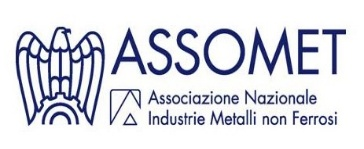 ASSOMET
Associazione Nazionale
Industrie Metalli non Ferrosi